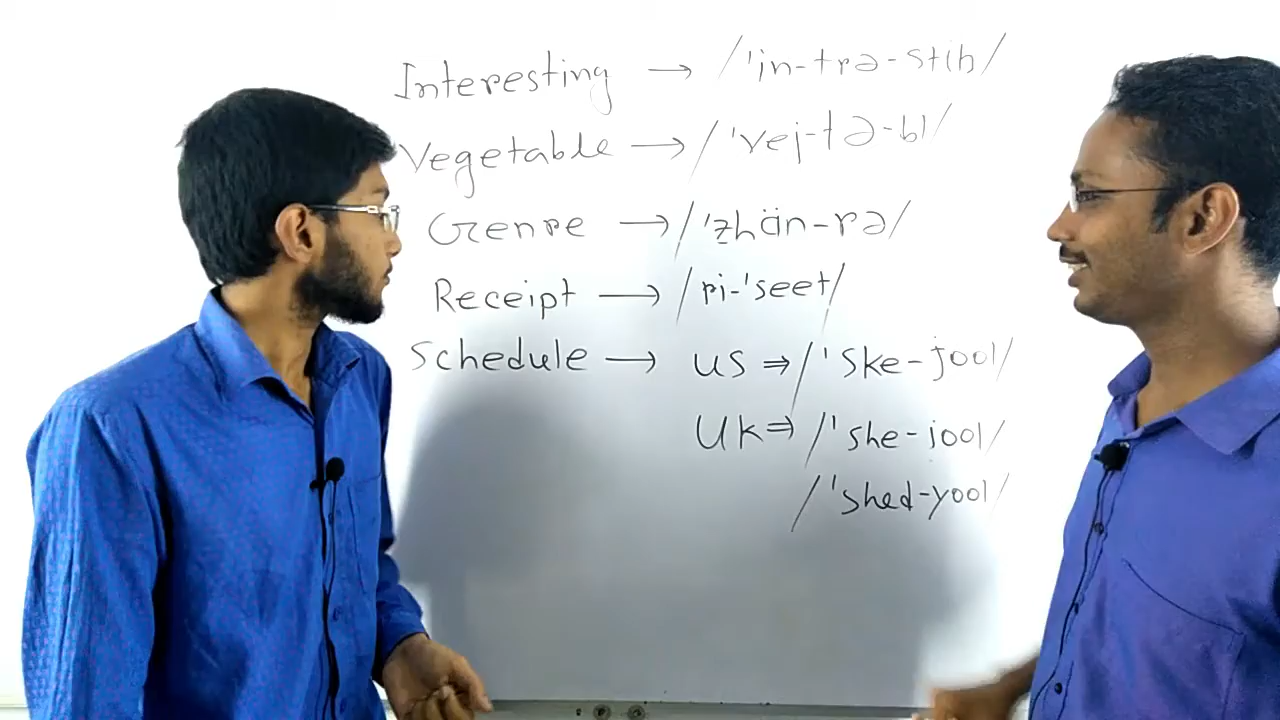 Interesting → /'in-trə-stiŋ/
Vegetable → /'vej-tə-bl/
Genre → /'zhän-rə/
Receipt → /ri-'seet/
Schedule → US ⇒ /'ske-jool/
UK ⇒ /'she-jool/
/'shed-yool/